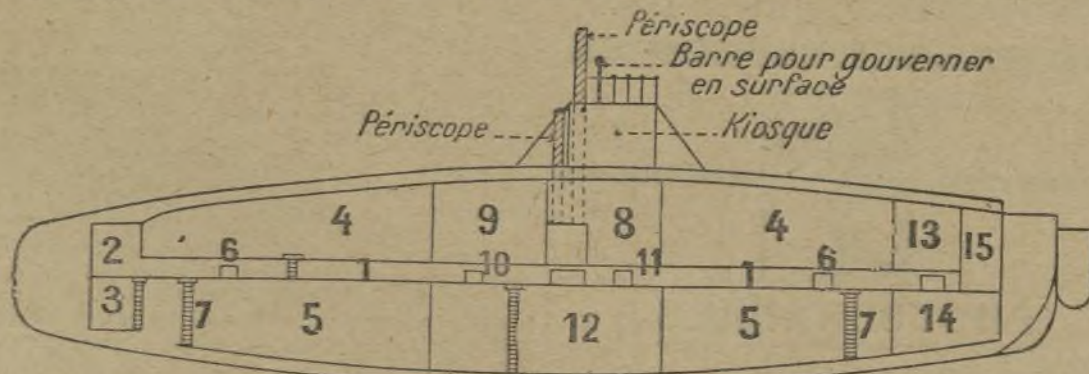 Périscope
Barre pour gouverner
en surface
Périscope
Kiosque
4 9 8 4 13 15
2 6 10 11 6
1 1
3 7 5 12 5 7 14